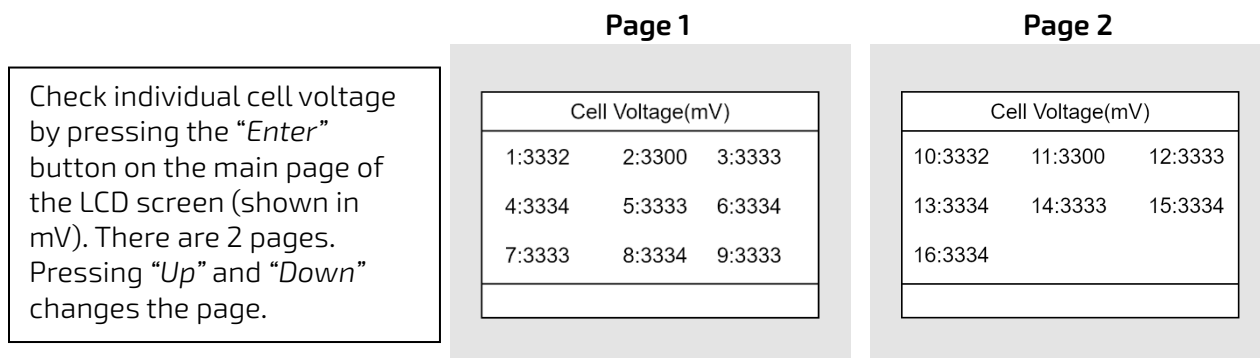 Page 1
Page 2
Check individual cell voltage
by pressing the “Enter”
button on the main page of
the LCD screen (shown in
mV). There are 2 pages.
Pressing “Up” and “Down”
changes the page.
Cell Voltage(mV)
1:3332 2:3300 3:3333
4:3334 5:3333 6:3334
7:3333 8:3334 9:3333
Cell Voltage(mV)
10:3332 11:3300 12:3333
13:3334 14:3333 15:3334
16:3334